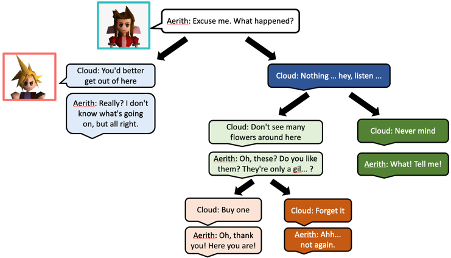 Aerith: Excuse me. What happened?
Cloud: You'd better
get out of here
Aerith: Really? I don't
know what's going
on, but all right.
Cloud: Nothing ... hey, listen ...
Cloud: Don't see many
flowers around here
Aerith: Oh, these? Do you like
them? They're only a gil... ?
Cloud: Never mind
Aerith: What! Tell me!
Cloud: Buy one
Aerith: Oh, thank
you! Here you are!
Cloud: Forget it
Aerith: Ahh...
not again.